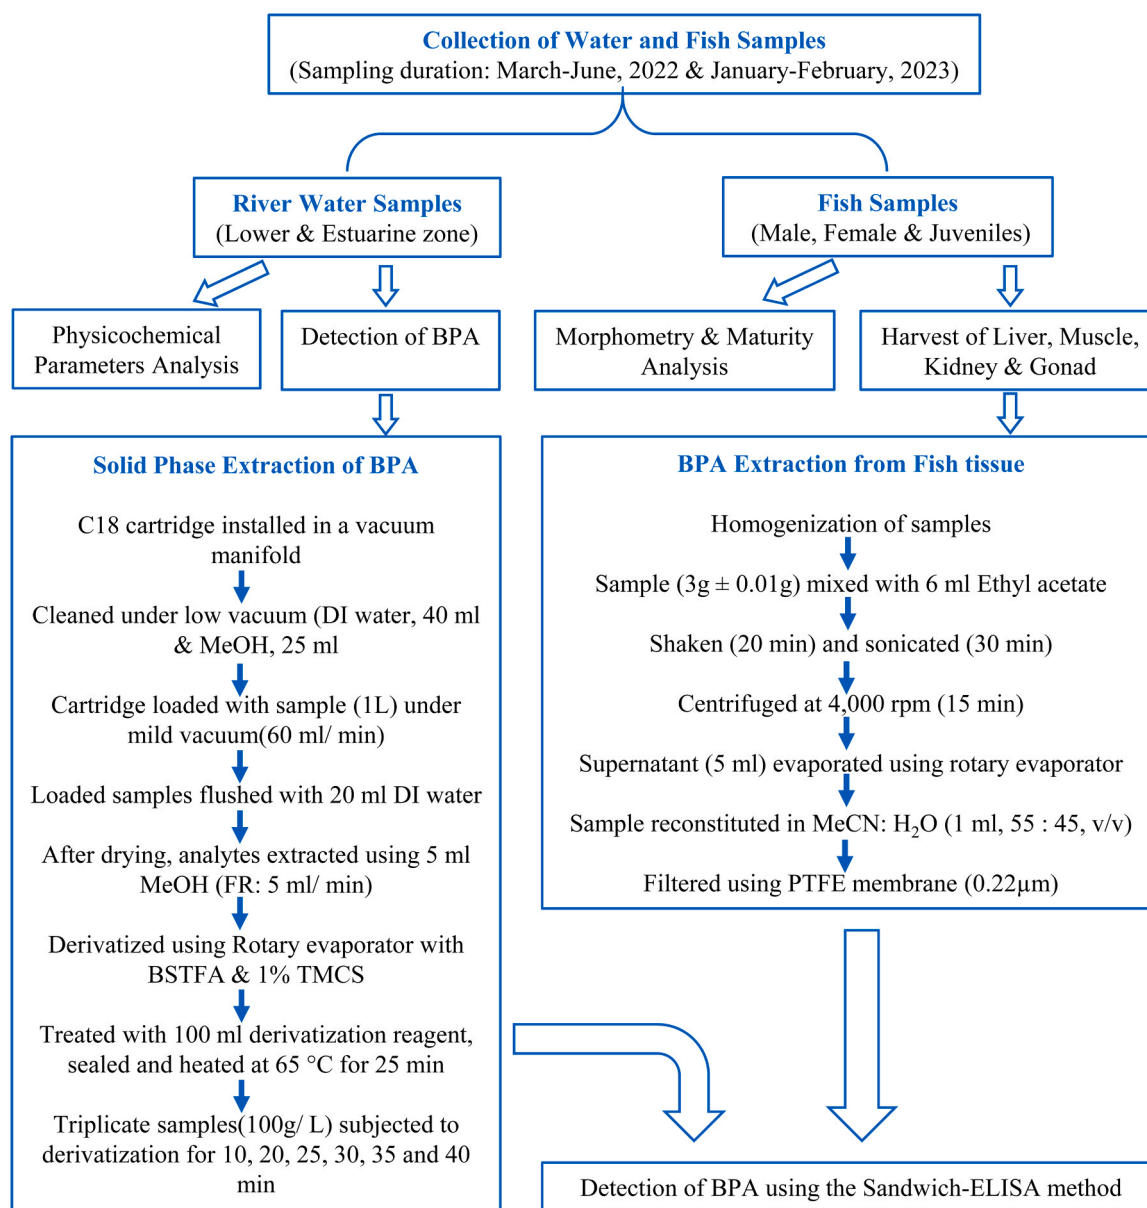 Collection of Water and Fish Samples
(Sampling duration: March-June, 2022 & January-February, 2023)
River Water Samples
(Lower & Estuarine zone)
Fish Samples
(Male, Female & Juveniles)
Physicochemical
Parameters Analysis
Detection of BPA
Morphometry & Maturity
Analysis
Harvest of Liver, Muscle,
Kidney & Gonad
Solid Phase Extraction of BPA
C18 cartridge installed in a vacuum
manifold
Cleaned under low vacuum (DI water, 40 ml
& MeOH, 25 ml
Cartridge loaded with sample (1L) under
mild vacuum(60 ml/ min)
Loaded samples flushed with 20 ml DI water
After drying, analytes extracted using 5 ml
MeOH (FR: 5 ml/ min)
Derivatized using Rotary evaporator with
BSTFA & 1% TMCS
Treated with 100 ml derivatization reagent,
sealed and heated at 65 °C for 25 min
Triplicate samples(100g/ L) subjected to
derivatization for 10, 20, 25, 30, 35 and 40
min
BPA Extraction from Fish tissue
Homogenization of samples
Sample (3g ± 0.01g) mixed with 6 ml Ethyl acetate
Shaken (20 min) and sonicated (30 min)
Centrifuged at 4,000 rpm (15 min)
Supernatant (5 ml) evaporated using rotary evaporator
Sample reconstituted in MeCN: H₂O (1 ml, 55 : 45, v/v)
Filtered using PTFE membrane (0.22µm)
Detection of BPA using the Sandwich-ELISA method